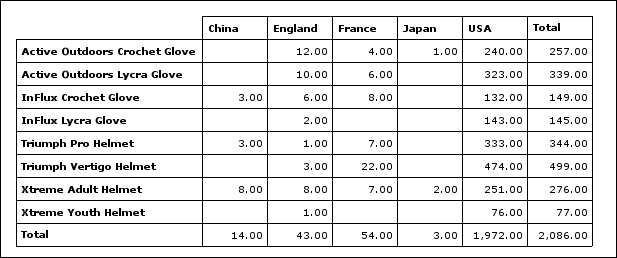 China England France Japan USA Total
Active Outdoors Crochet Glove 12.00 4.00 1.00 240.00 257.00
Active Outdoors Lycra Glove 10.00 6.00 323.00 339.00
InFlux Crochet Glove 3.00 6.00 8.00 132.00 149.00
InFlux Lycra Glove 2.00 143.00 145.00
Triumph Pro Helmet 3.00 1.00 7.00 333.00 344.00
Triumph Vertigo Helmet 3.00 22.00 474.00 499.00
Xtreme Adult Helmet 8.00 8.00 7.00 2.00 251.00 276.00
Xtreme Youth Helmet 1.00 76.00 77.00
Total 14.00 43.00 54.00 3.00 1,972.00 2,086.00